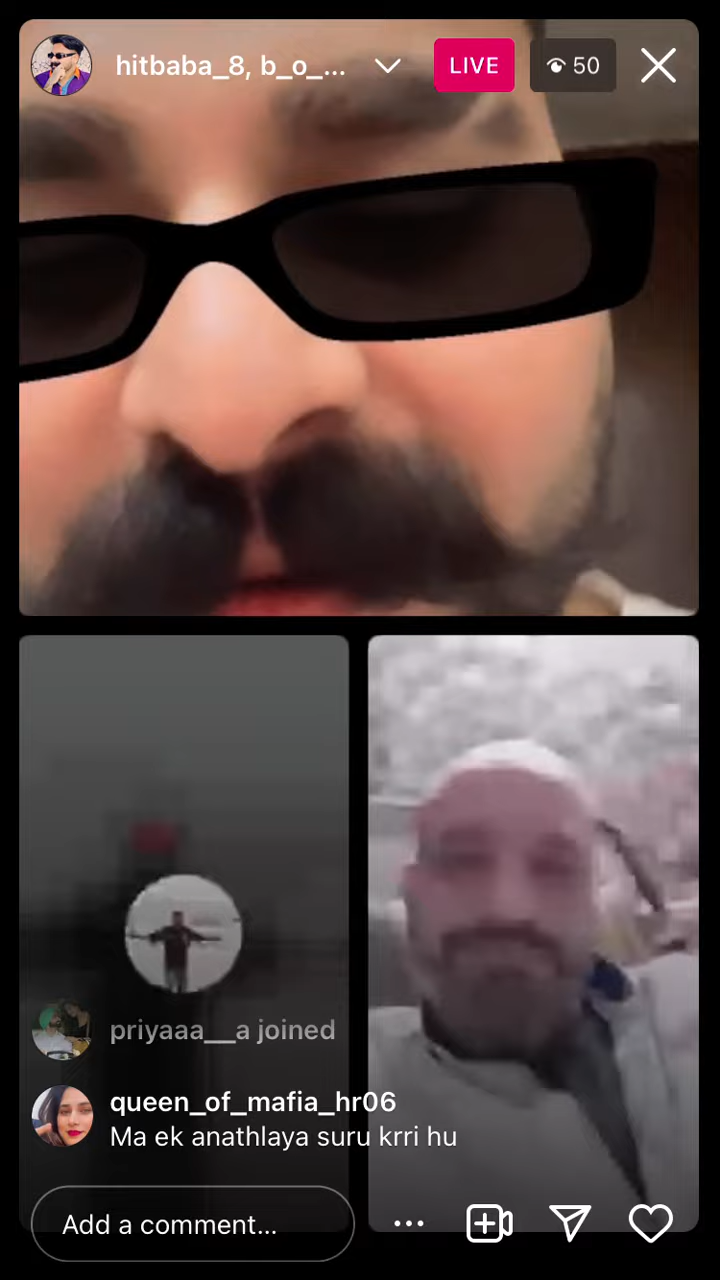 hitbaba_8, b_o_...
LIVE
50
priyaaa__a joined
queen_of_mafia_hr06
Ma ek anathlaya suru krri hu
Add a comment...